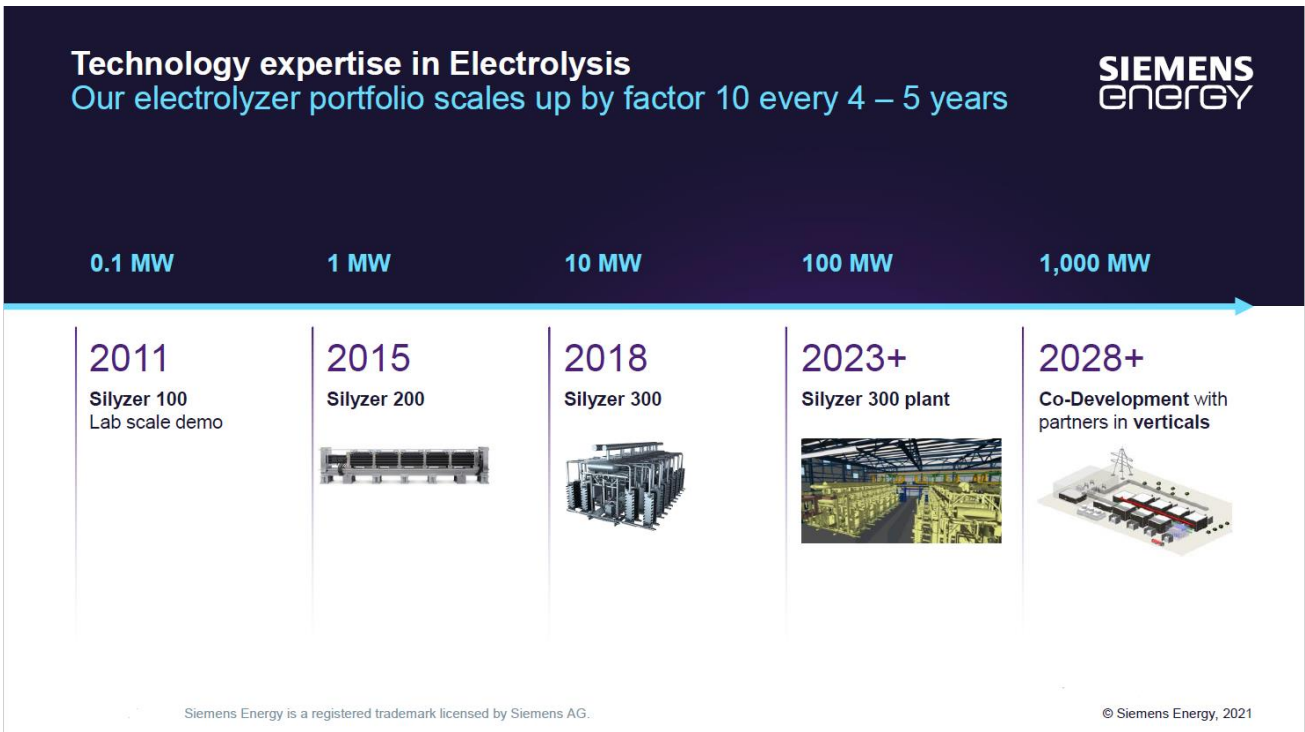 Technology expertise in Electrolysis
Our electrolyzer portfolio scales up by factor 10 every 4 – 5 years
SIEMENS
energy
0.1 MW
1 MW
10 MW
100 MW
1,000 MW
2011
Silyzer 100
Lab scale demo
2015
Silyzer 200
2018
Silyzer 300
2023+
Silyzer 300 plant
2028+
Co-Development with
partners in verticals
Siemens Energy is a registered trademark licensed by Siemens AG.
© Siemens Energy, 2021